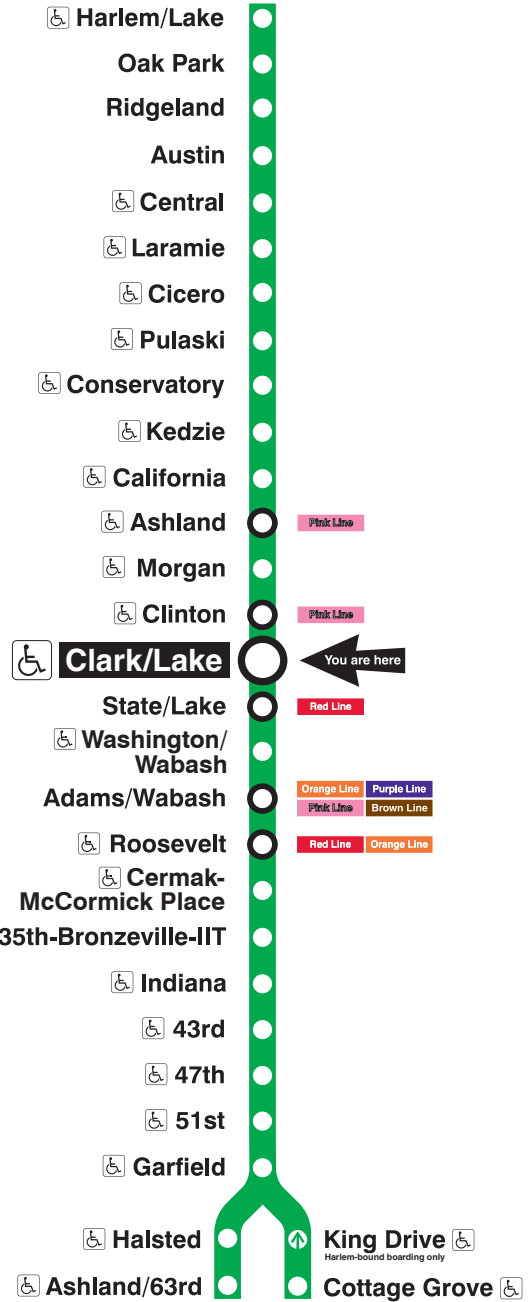 Harlem/Lake
Oak Park
Ridgeland
Austin
Central
Laramie
Cicero
Pulaski
Conservatory
Kedzie
California
Ashland
Pink Line
Morgan
Clinton
Pink Line
Clark/Lake
You are here
State/Lake
Red Line
Washington/
Wabash
Adams/Wabash
Orange Line Purple Line
Pink Line Brown Line
Roosevelt
Red Line Orange Line
Cermak-
McCormick Place
35th-Bronzeville-IIT
Indiana
43rd
47th
51st
Garfield
Halsted
King Drive
Harlem-bound boarding only
Ashland/63rd
Cottage Grove